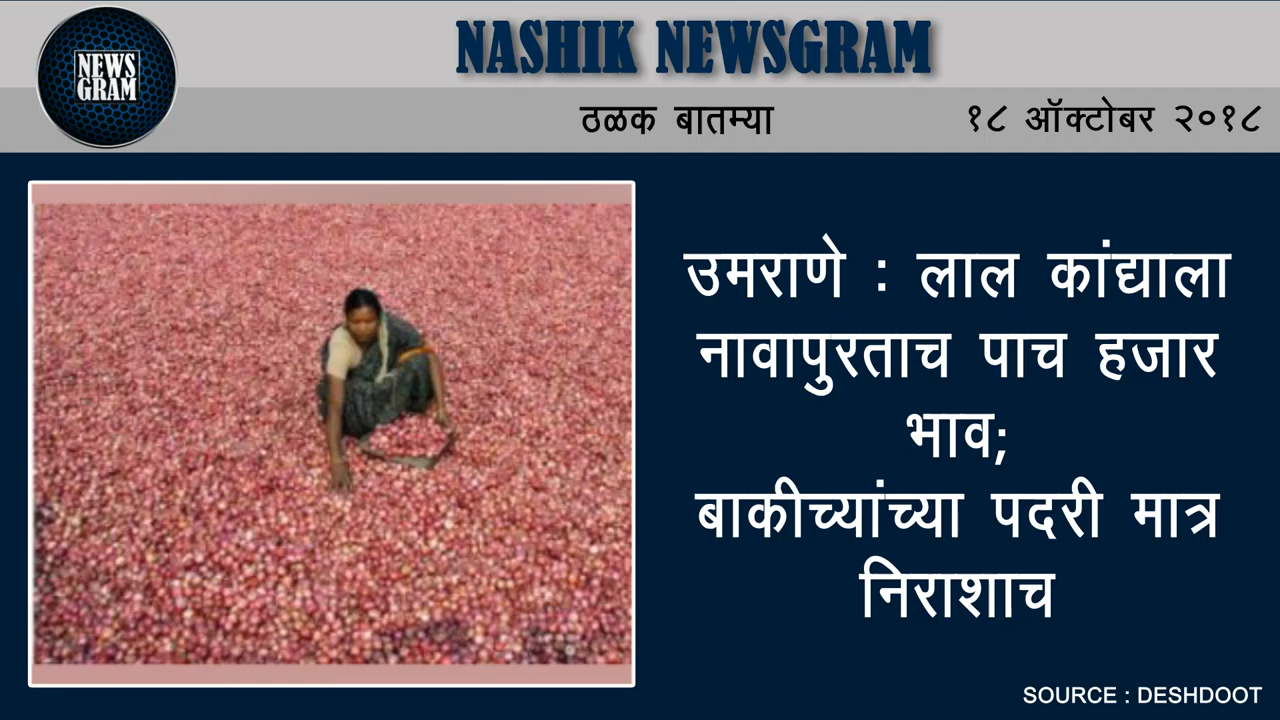 NEWS
GRAM
NASHIK NEWSGRAM
ठळक बातम्या
१८ ऑक्टोबर २०१८
उमराणे : लाल कांद्याला
नावापुरताच पाच हजार
भाव;
बाकीच्यांच्या पदरी मात्र
निराशाच
SOURCE : DESHDOOT